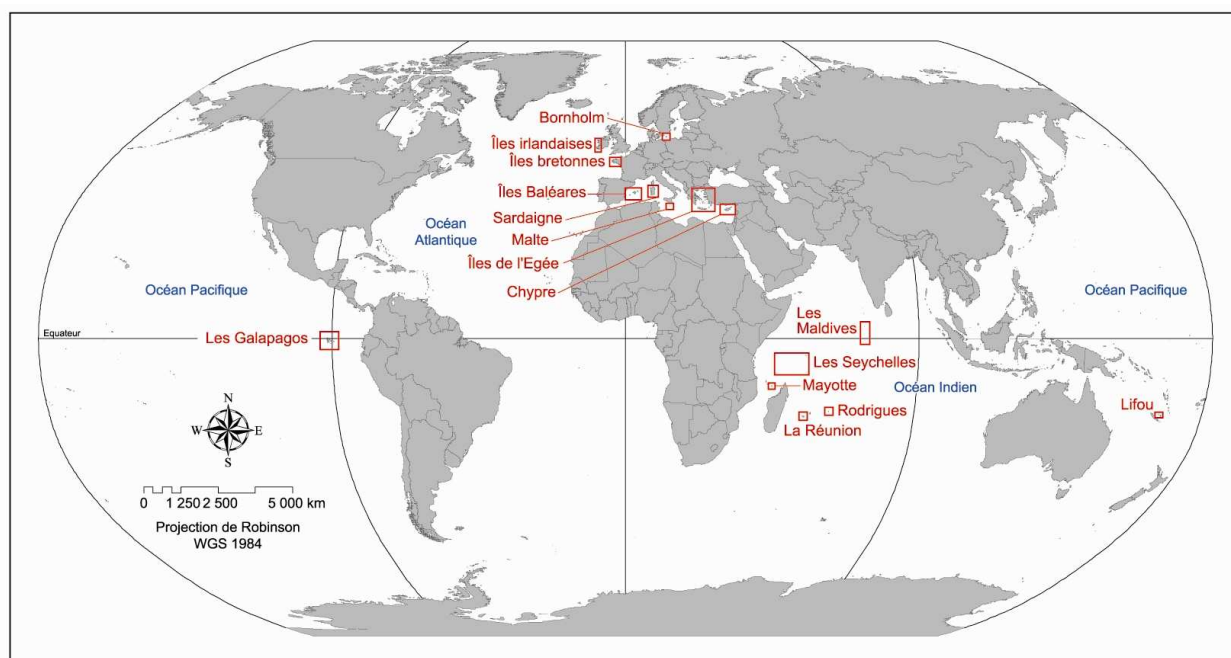 Bornholm
Îles irlandaises
Îles bretonnes
Îles Baléares
Sardaigne
Malte
Îles de l'Egée
Chypre
Océan
Atlantique
Océan Pacifique
Océan Pacifique
Equateur
Les Galapagos
Les
Maldives
Les Seychelles
Mayotte
Océan Indien
Rodrigues
La Réunion
Lifou
N
W E
S
0 1 250 2 500 5 000 km
Projection de Robinson
WGS 1984